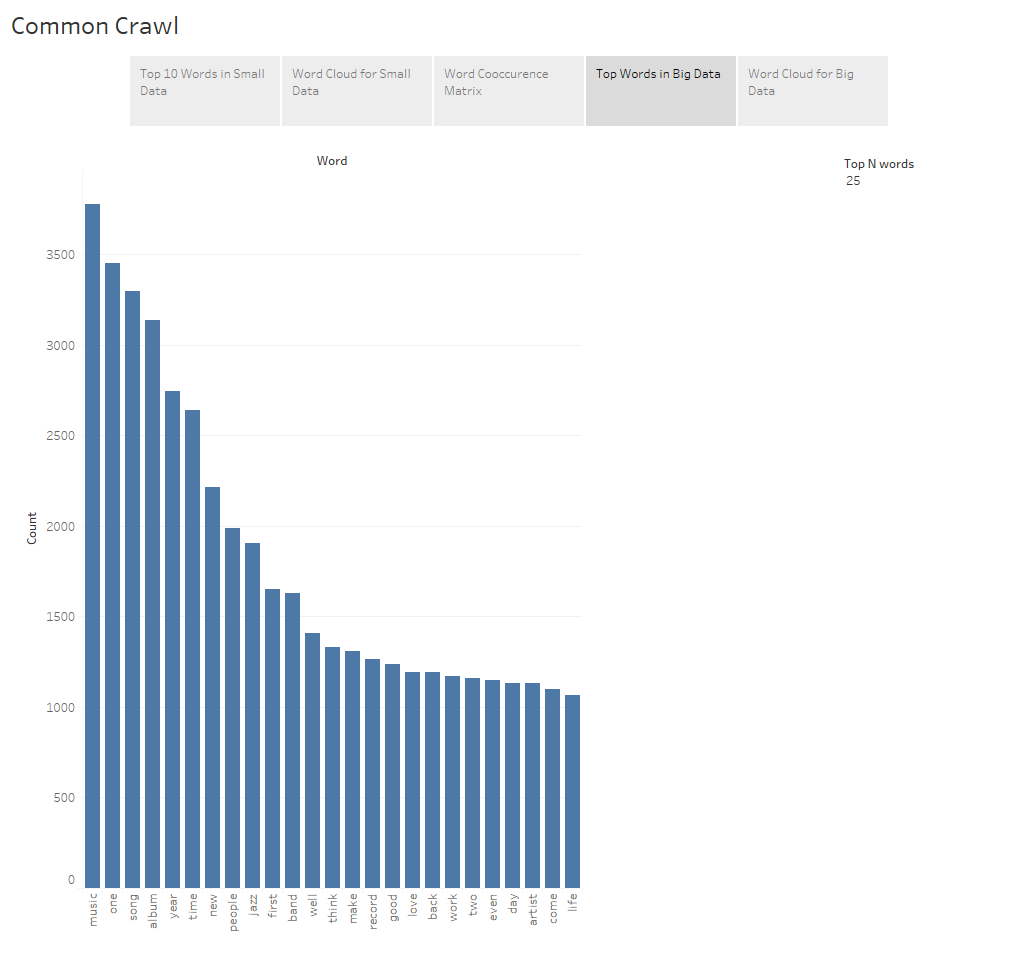 Common Crawl
Top 10 Words in Small
Data
Word Cloud for Small
Data
Word Cooccurence
Matrix
Top Words in Big Data
Word Cloud for Big
Data
Word
Top N words
25
Count
3500
3000
2500
2000
1500
1000
500
0
music
one
song
album
year
time
new
people
jazz
first
band
well
think
make
record
good
love
back
work
two
even
day
artist
come
life